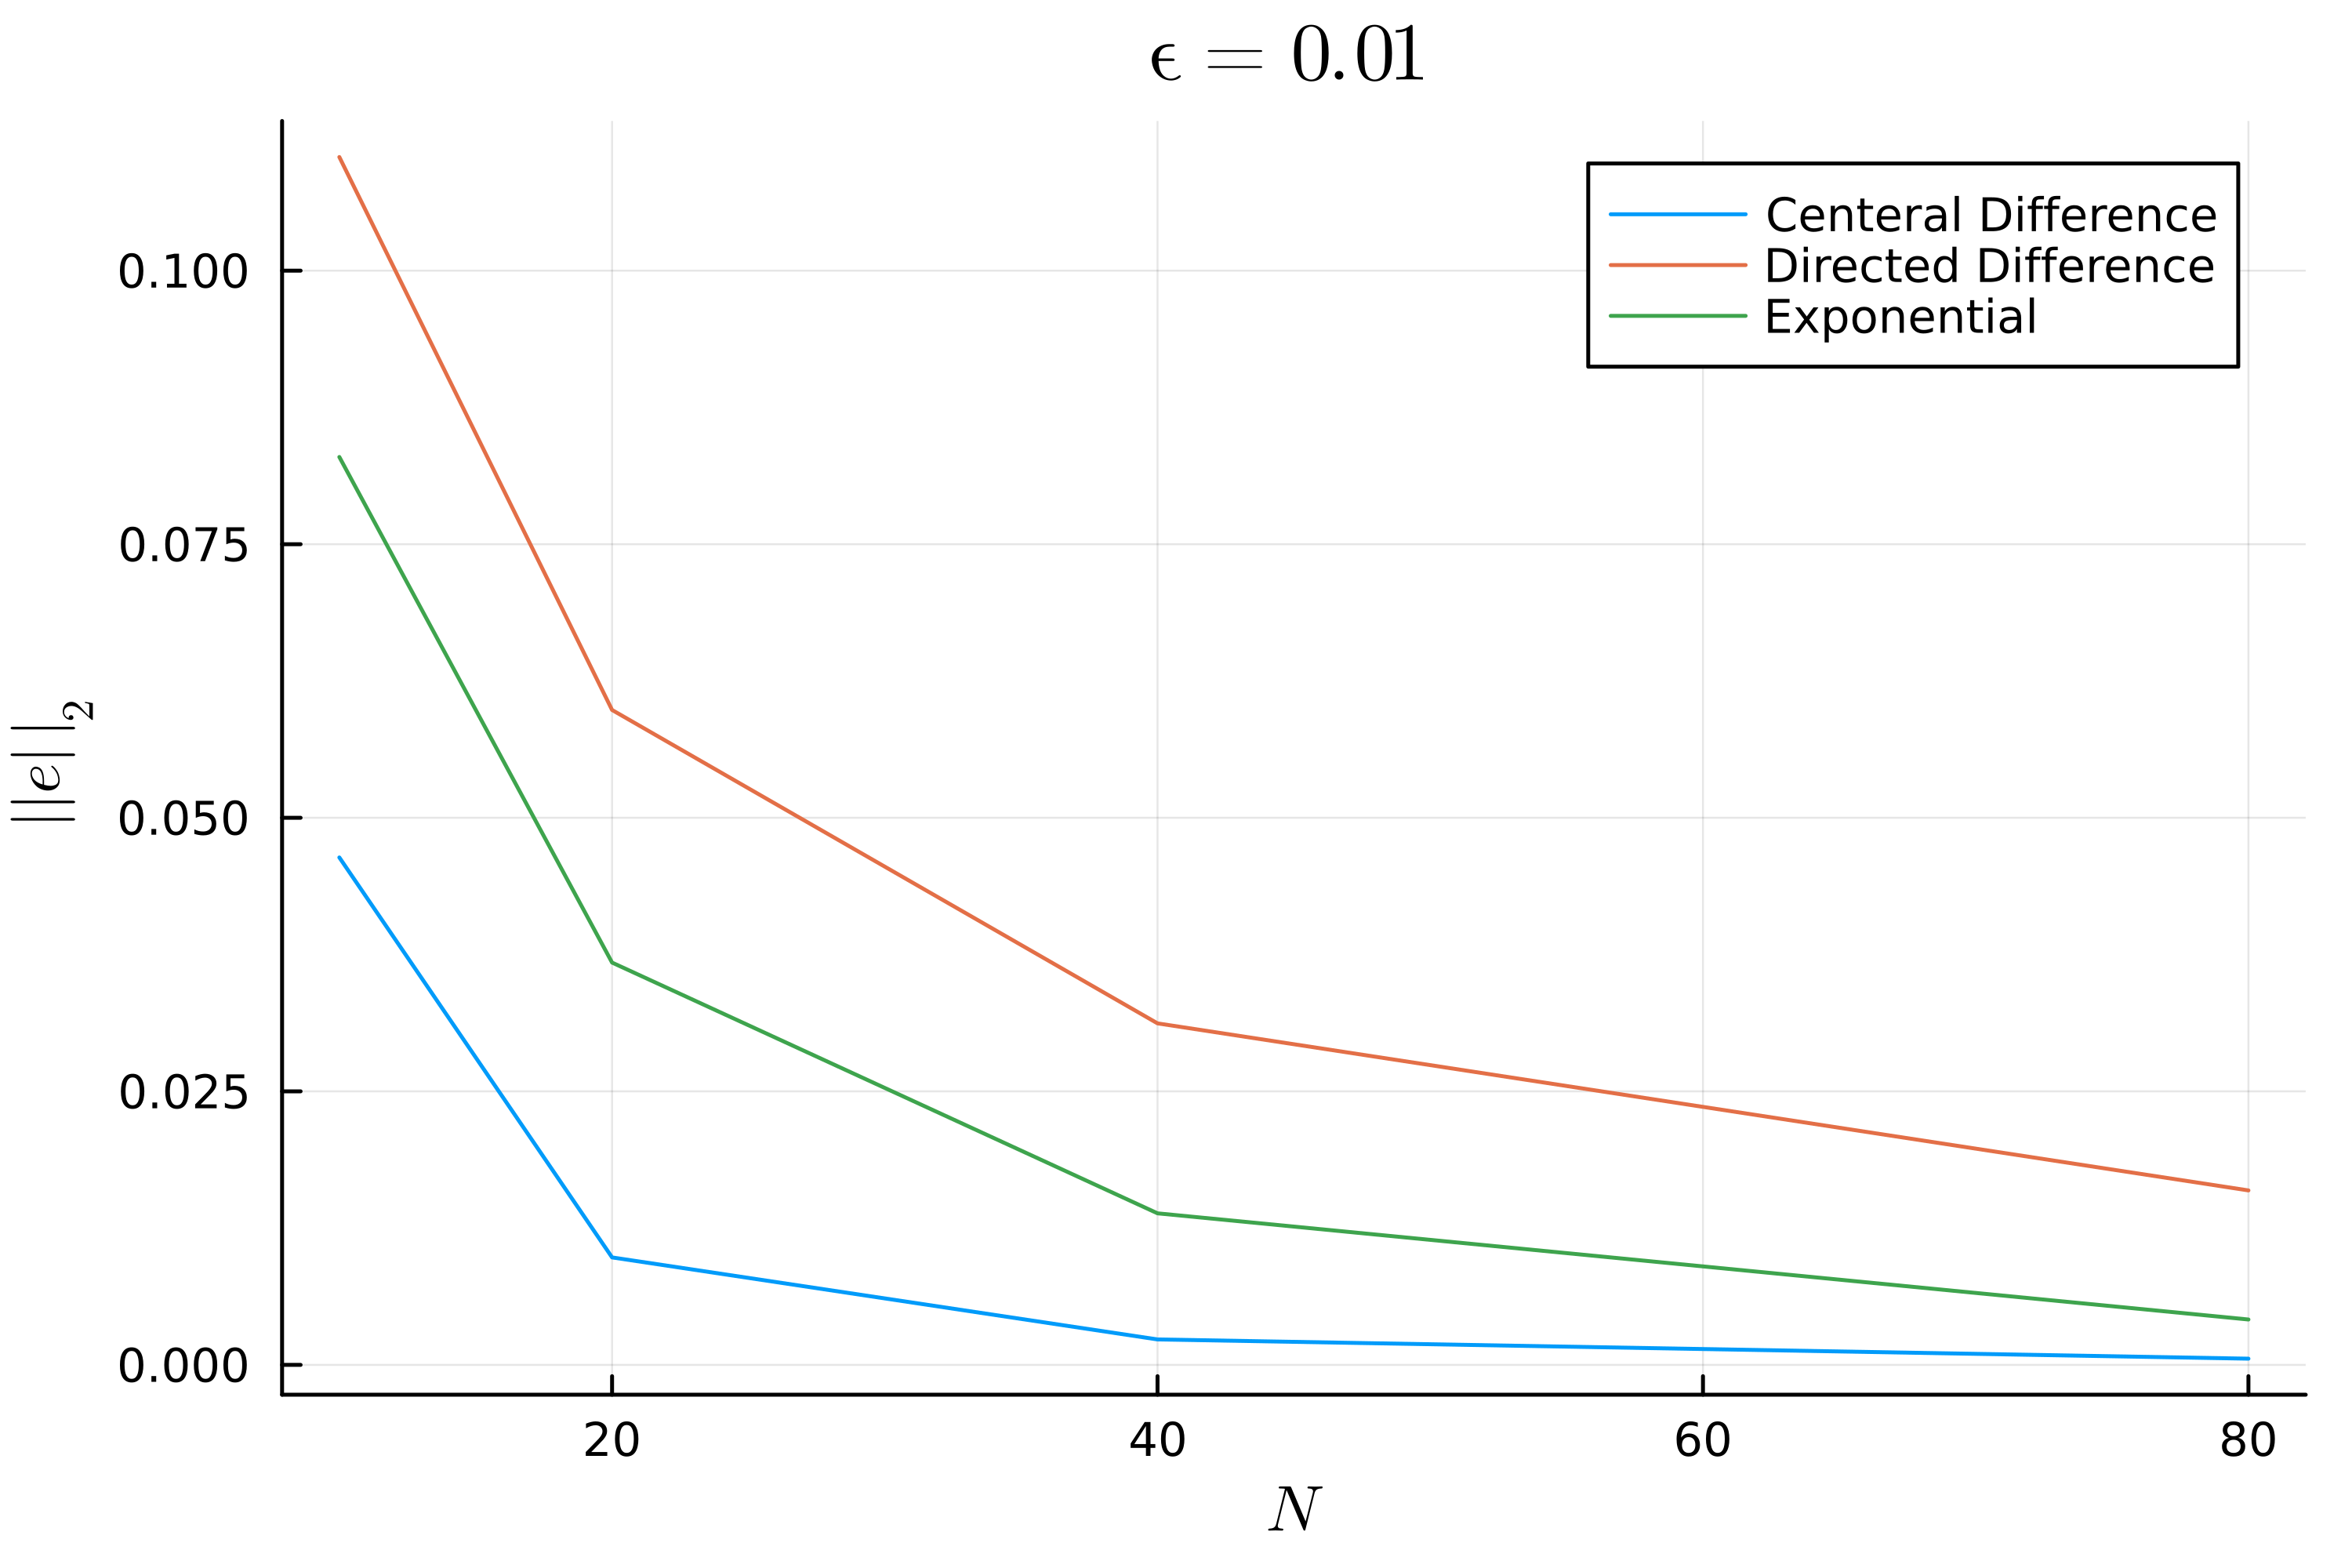 ϵ = 0.01
Centeral Difference
Directed Difference
Exponential
0.100
0.075
0.050
0.025
0.000
||e||₂
20 40 60 80
N